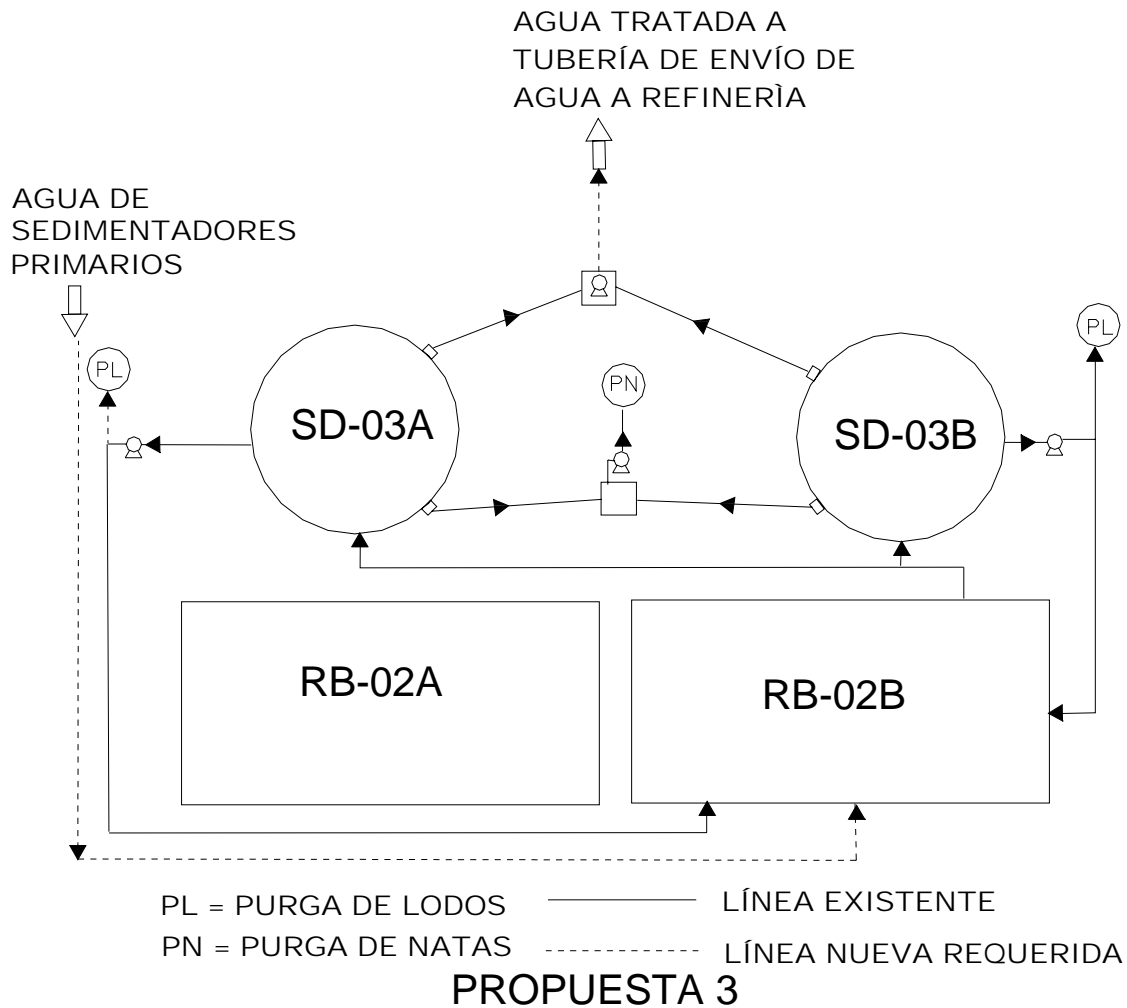 AGUA TRATADA A
TUBERÍA DE ENVÍO DE
AGUA A REFINERÌA
AGUA DE
SEDIMENTADORES
PRIMARIOS
PL
PL
PN
SD-03A
SD-03B
RB-02A
RB-02B
PL = PURGA DE LODOS
LÍNEA EXISTENTE
PN = PURGA DE NATAS
LÍNEA NUEVA REQUERIDA
PROPUESTA 3